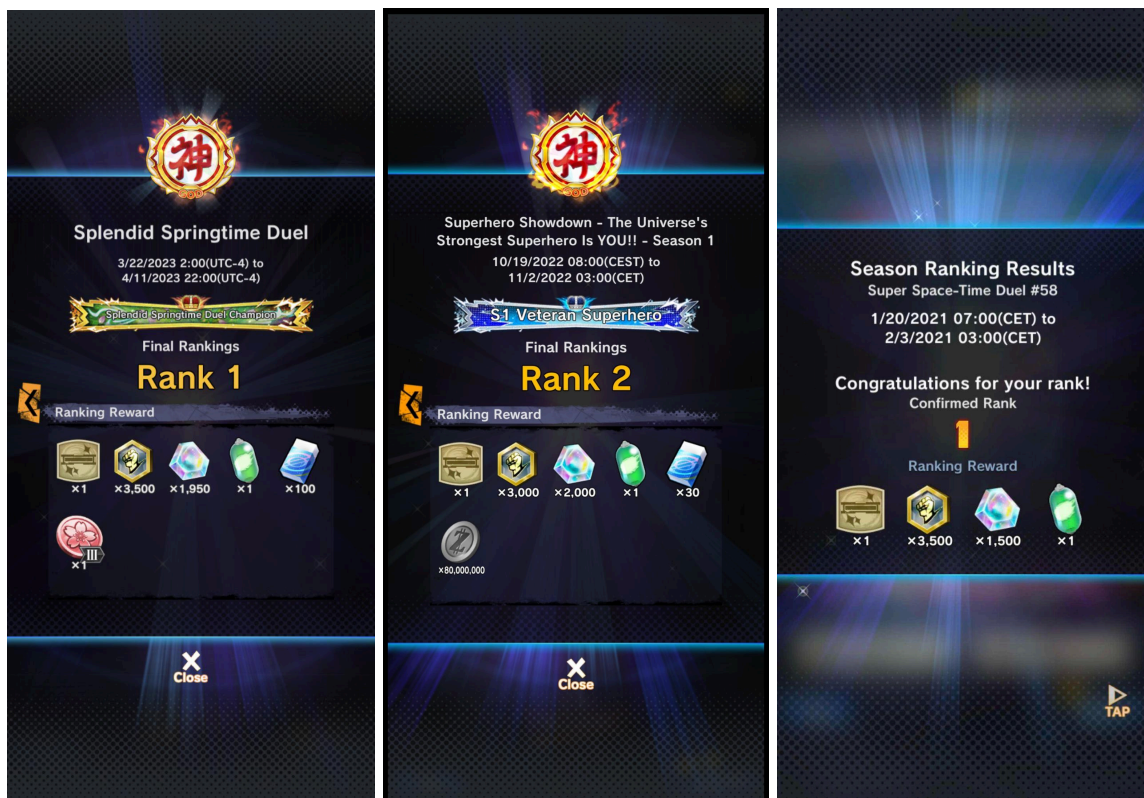 神
GOD
Splendid Springtime Duel
3/22/2023 2:00(UTC-4) to
4/11/2023 22:00(UTC-4)
Splendid Springtime Duel Champion
Final Rankings
Rank 1
Ranking Reward
×1
×3,500
×1,950
×1
×100
III
×1
Close
神
GOD
Superhero Showdown - The Universe's
Strongest Superhero Is YOU!! - Season 1
10/19/2022 08:00(CEST) to
11/2/2022 03:00(CET)
S1 Veteran Superhero
Final Rankings
Rank 2
Ranking Reward
×1
×3,000
×2,000
×1
×30
Z
×80,000,000
Close
Season Ranking Results
Super Space-Time Duel #58
1/20/2021 07:00(CET) to
2/3/2021 03:00(CET)
Congratulations for your rank!
Confirmed Rank
1
Ranking Reward
×1
×3,500
×1,500
×1
TAP